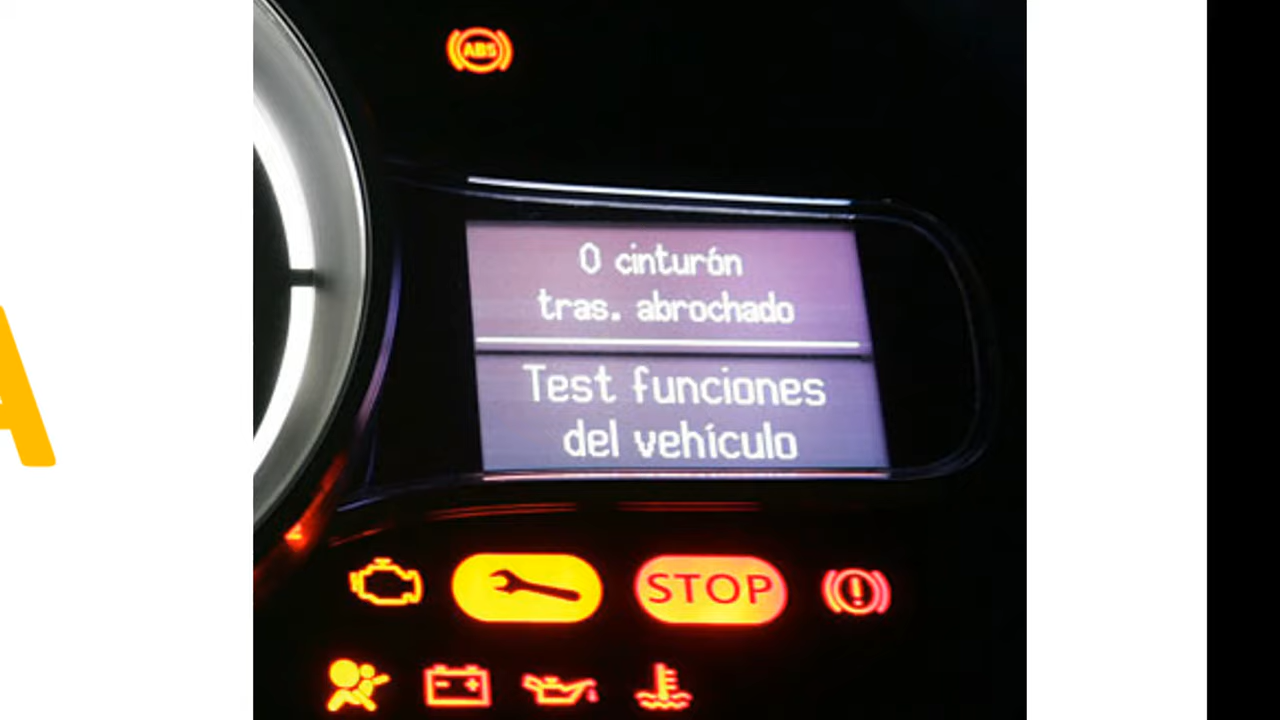 ABS
0 cinturón
tras. abrochado
Test funciones
del vehículo
STOP
A